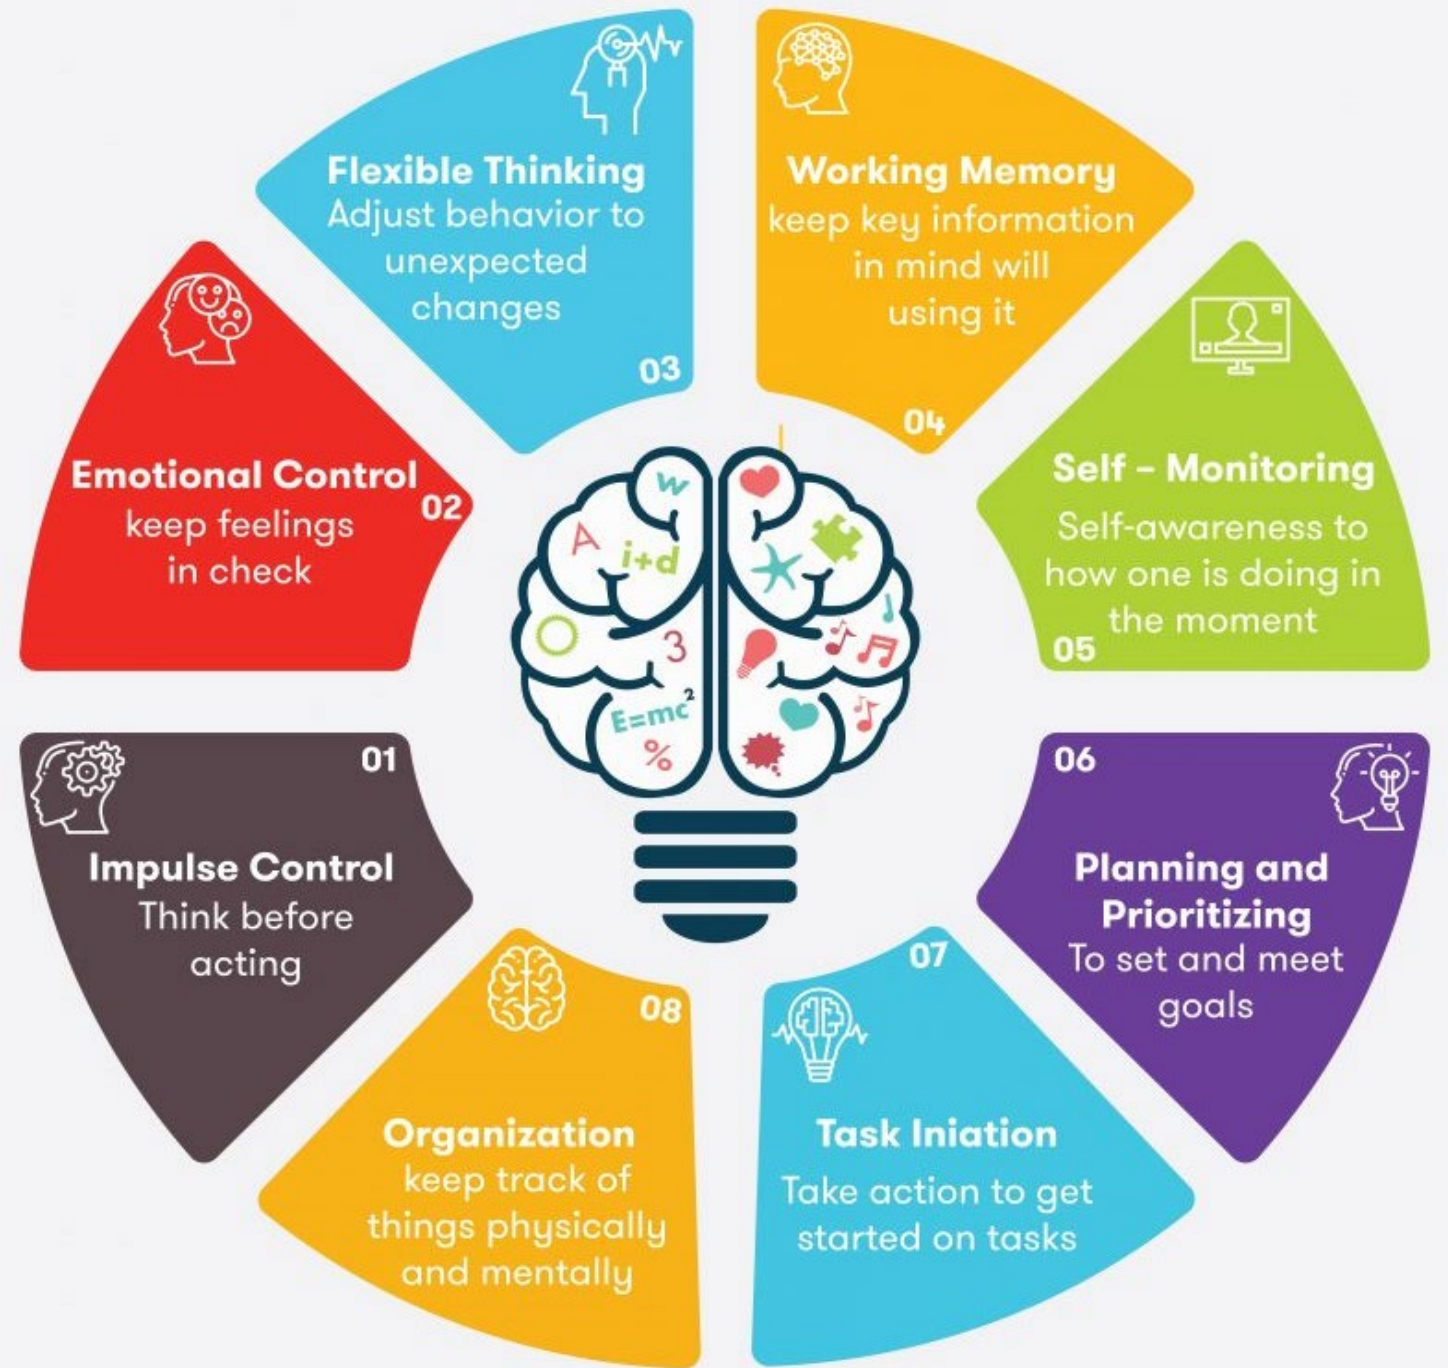 01
Impulse Control
Think before
acting
Emotional Control
02
keep feelings
in check
Flexible Thinking
Adjust behavior to
unexpected
changes
03
Working Memory
keep key information
in mind will
using it
04
Self – Monitoring
Self-awareness to
how one is doing in
the moment
05
06
Planning and
Prioritizing
To set and meet
goals
07
Task Iniation
Take action to get
started on tasks
08
Organization
keep track of
things physically
and mentally
W
A
i+d
3
E=mc²
%